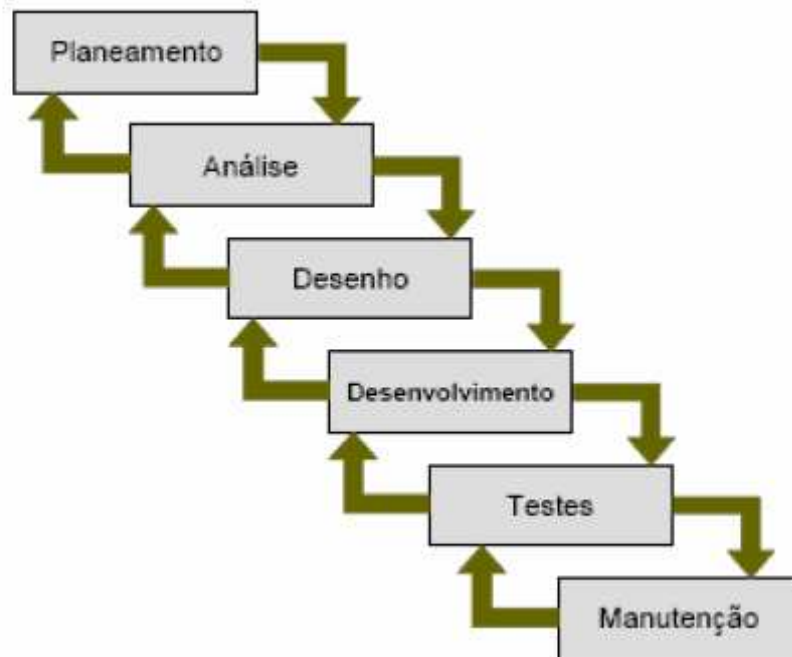 Planeamento
Análise
Desenho
Desenvolvimento
Testes
Manutenção